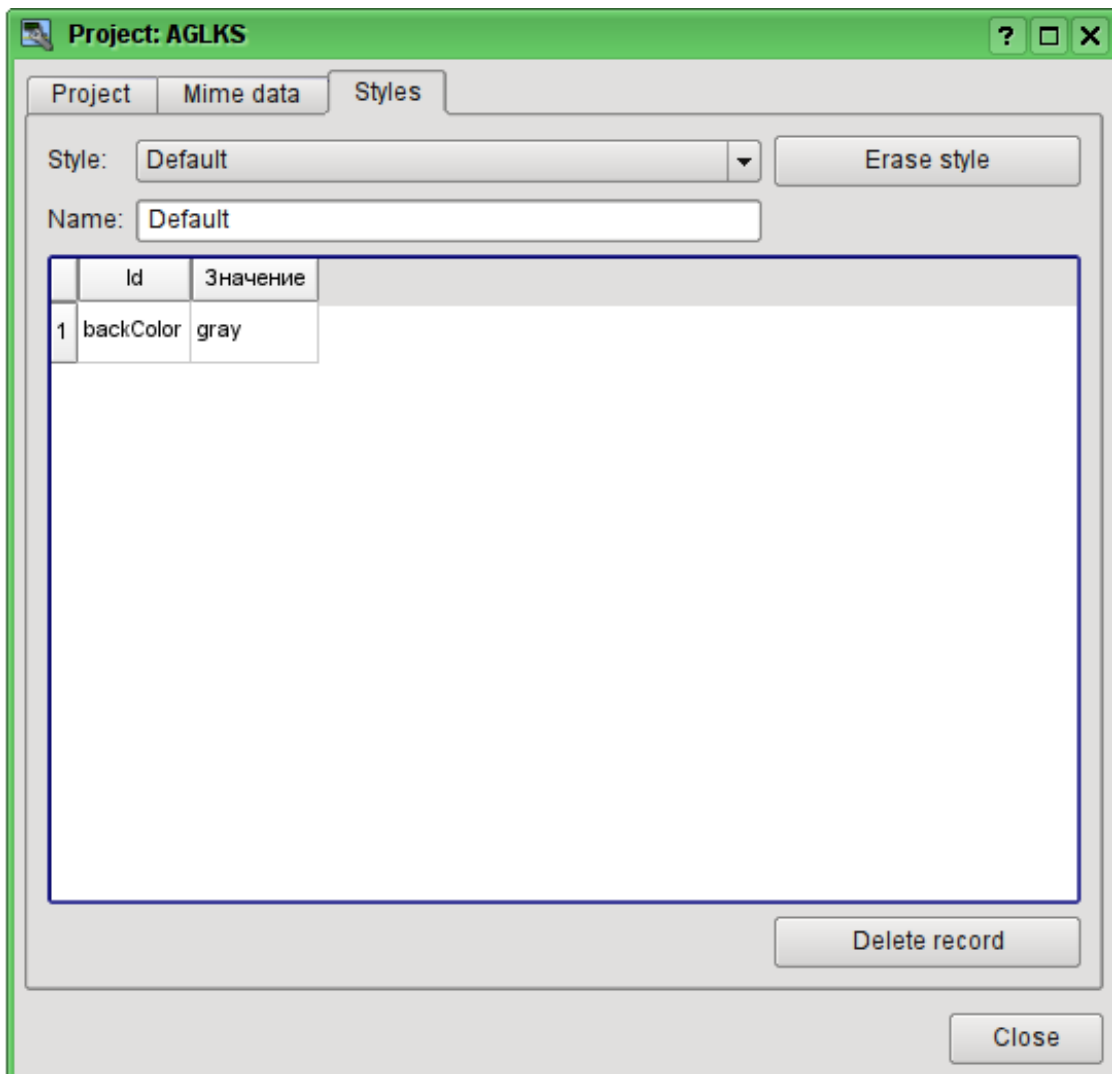 Project: AGLKS
Project Mime data Styles
Style: Default Erase style
Name: Default
Id Значение
1 backColor gray
Delete record
Close